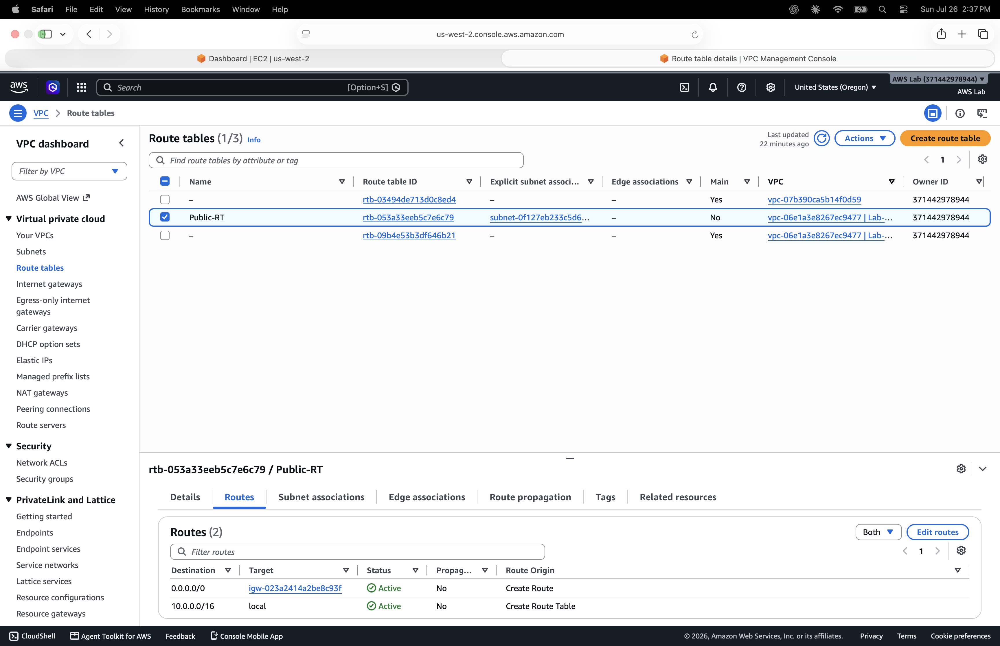 Safari File Edit View History Bookmarks Window Help Sun Jul 26 2:37 PM
us-west-2.console.aws.amazon.com
Dashboard | EC2 | us-west-2 Route table details | VPC Management Console
aws Search [Option+S] United States (Oregon) AWS Lab (371442978944)
AWS Lab
VPC Route tables
VPC dashboard
Filter by VPC
AWS Global View
Virtual private cloud
Your VPCs
Subnets
Route tables
Internet gateways
Egress-only internet
gateways
Carrier gateways
DHCP option sets
Elastic IPs
Managed prefix lists
NAT gateways
Peering connections
Route servers
Security
Network ACLs
Security groups
PrivateLink and Lattice
Getting started
Endpoints
Endpoint services
Service networks
Lattice services
Resource configurations
Resource gateways
Route tables (1/3) Info
Last updated
22 minutes ago
Actions
Create route table
Find route tables by attribute or tag
1
Name Route table ID Explicit subnet associ... Edge associations Main VPC Owner ID
– rtb-03494de713d0c8ed4 – – Yes vpc-07b390ca5b14f0d59 371442978944
Public-RT rtb-053a33eeb5c7e6c79 subnet-0f127eb233c5d6... – No vpc-06e1a3e8267ec9477 | Lab-... 371442978944
– rtb-09b4e53b3df646b21 – – Yes vpc-06e1a3e8267ec9477 | Lab-... 371442978944
rtb-053a33eeb5c7e6c79 / Public-RT
Details Routes Subnet associations Edge associations Route propagation Tags Related resources
Routes (2)
Both
Edit routes
Filter routes
1
Destination Target Status Propag... Route Origin
0.0.0.0/0 igw-023a2414a2be8c93f Active No Create Route
10.0.0.0/16 local Active No Create Route Table
CloudShell Agent Toolkit for AWS Feedback Console Mobile App © 2026, Amazon Web Services, Inc. or its affiliates. Privacy Terms Cookie preferences